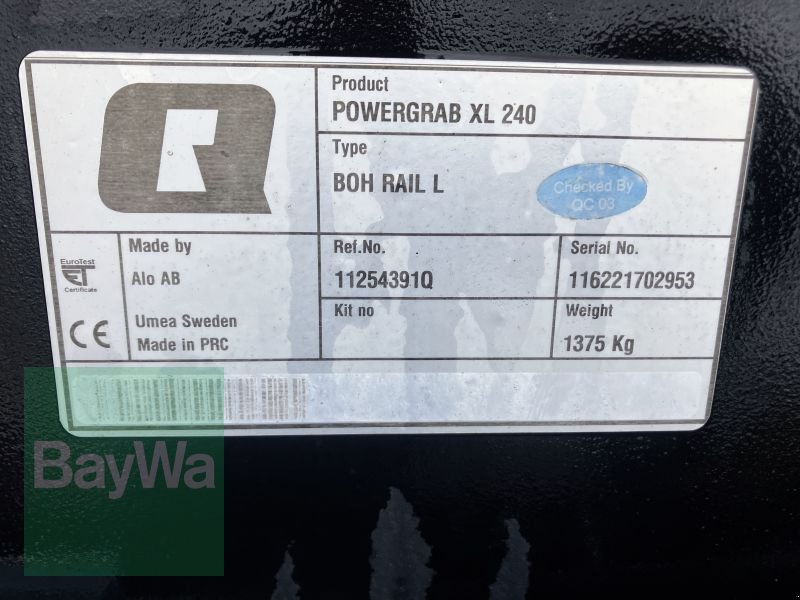 Product
POWERGRAB XL 240
Type
BOH RAIL L
Checked By
QC 03
EuroTest
ET
Certificate
CE
Made by
Alo AB
Umea Sweden
Made in PRC
Ref.No.
11254391Q
Serial No.
116221702953
Kit no
Weight
1375 Kg
BayWa